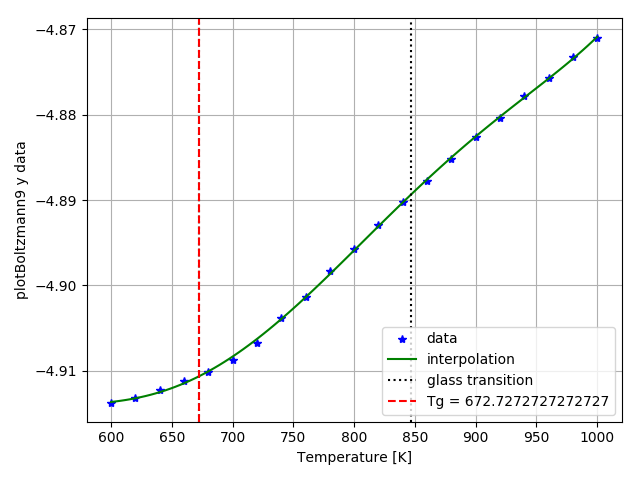 −4.87
−4.88
−4.89
−4.90
−4.91
plotBoltzmann9 y data
data
interpolation
glass transition
Tg = 672.7272727272727
600 650 700 750 800 850 900 950 1000
Temperature [K]